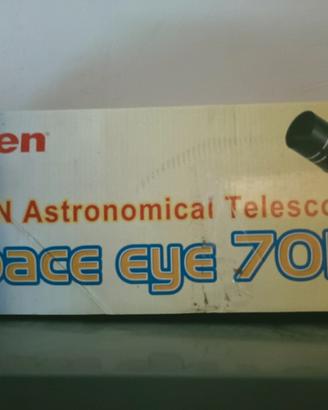 en
N Astronomical Telesco
pace eye 70